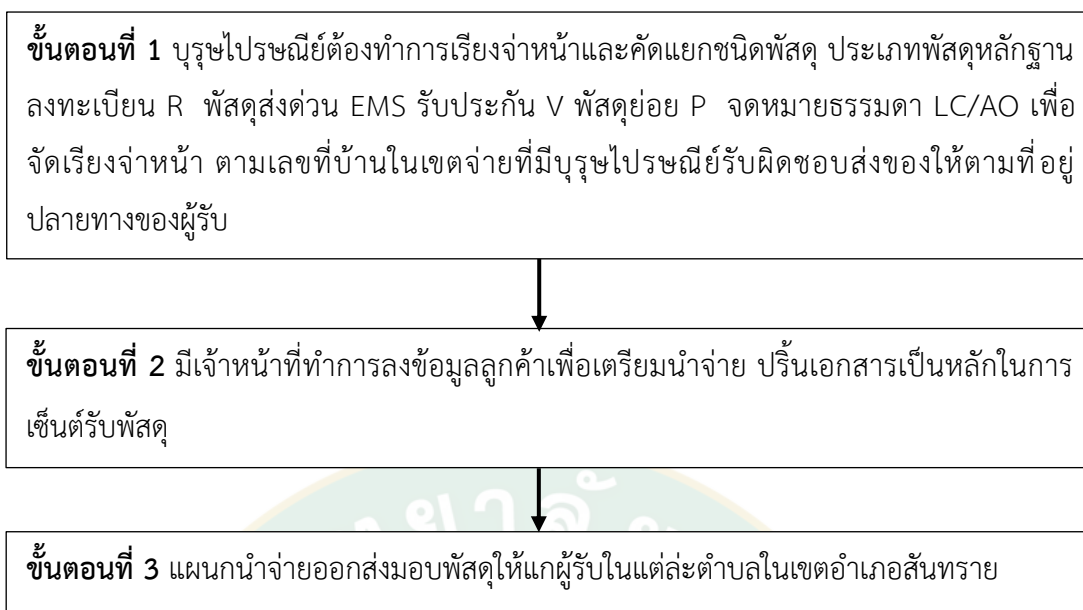 ขั้นตอนที่ 1 บุรุษไปรษณีย์ต้องทำการเรียงจ่าหน้าและคัดแยกชนิดพัสดุ ประเภทพัสดุหลักฐาน
ลงทะเบียน R พัสดุส่งด่วน EMS รับประกัน V พัสดุย่อย P จดหมายธรรมดา LC/AO เพื่อ
จัดเรียงจ่าหน้า ตามเลขที่บ้านในเขตจ่ายที่มีบุรุษไปรษณีย์รับผิดชอบส่งของให้ตามที่อยู่
ปลายทางของผู้รับ
ขั้นตอนที่ 2 มีเจ้าหน้าที่ทำการลงข้อมูลลูกค้าเพื่อเตรียมนำจ่าย ปริ้นเอกสารเป็นหลักในการ
เซ็นต์รับพัสดุ
ขั้นตอนที่ 3 แผนกนำจ่ายออกส่งมอบพัสดุให้แก่ผู้รับในแต่ล่ะตำบลในเขตอำเภอสันทราย